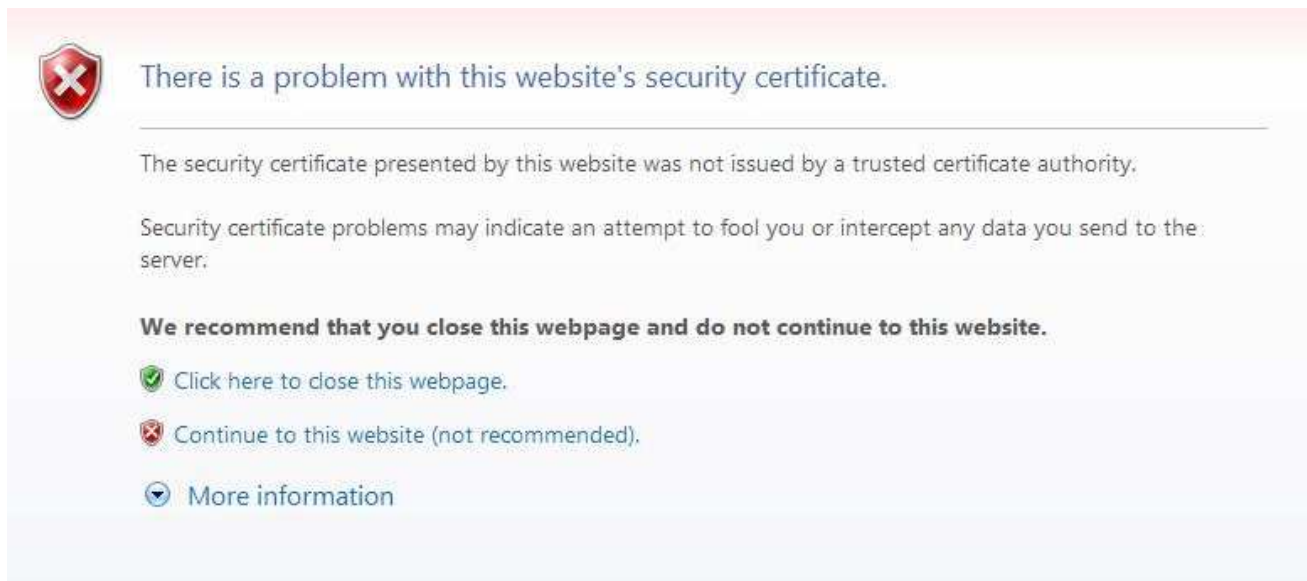 There is a problem with this website's security certificate.
The security certificate presented by this website was not issued by a trusted certificate authority.
Security certificate problems may indicate an attempt to fool you or intercept any data you send to the
server.
We recommend that you close this webpage and do not continue to this website.
Click here to close this webpage.
Continue to this website (not recommended).
More information